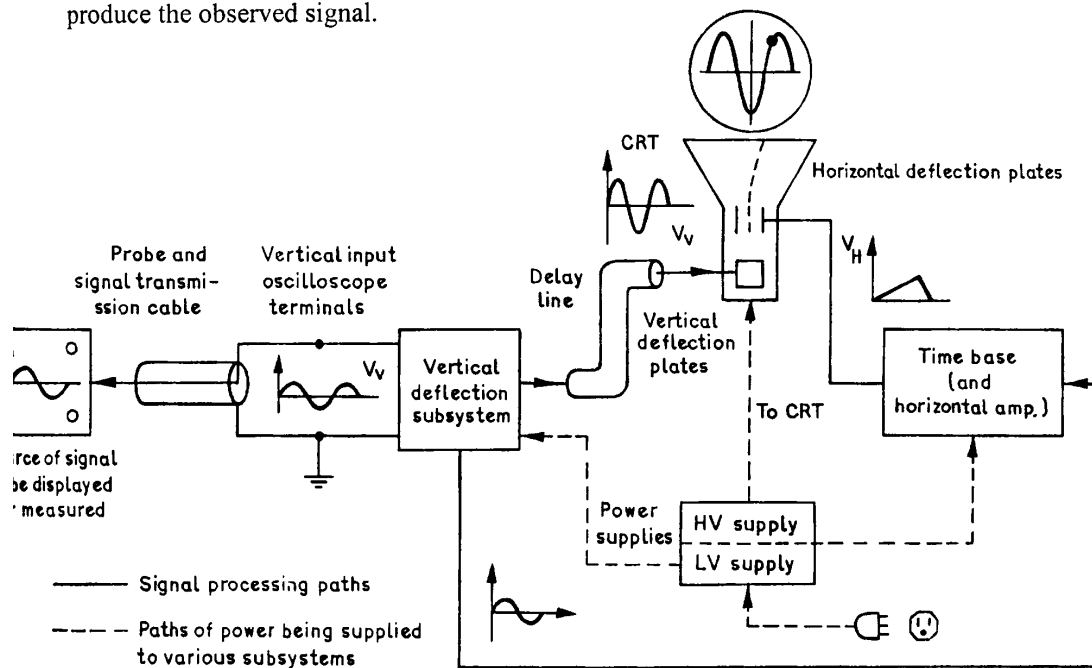 produce the observed signal.
CRT
Horizontal deflection plates
V_V
V_H
Probe and
signal transmi-
ssion cable
Vertical input
oscilloscope
terminals
Delay
line
Vertical
deflection
plates
V_V
Vertical
deflection
subsystem
Time base
(and
horizontal amp.)
To CRT
of signal
be displayed
measured
Power
supplies
HV supply
LV supply
Signal processing paths
Paths of power being supplied
to various subsystems